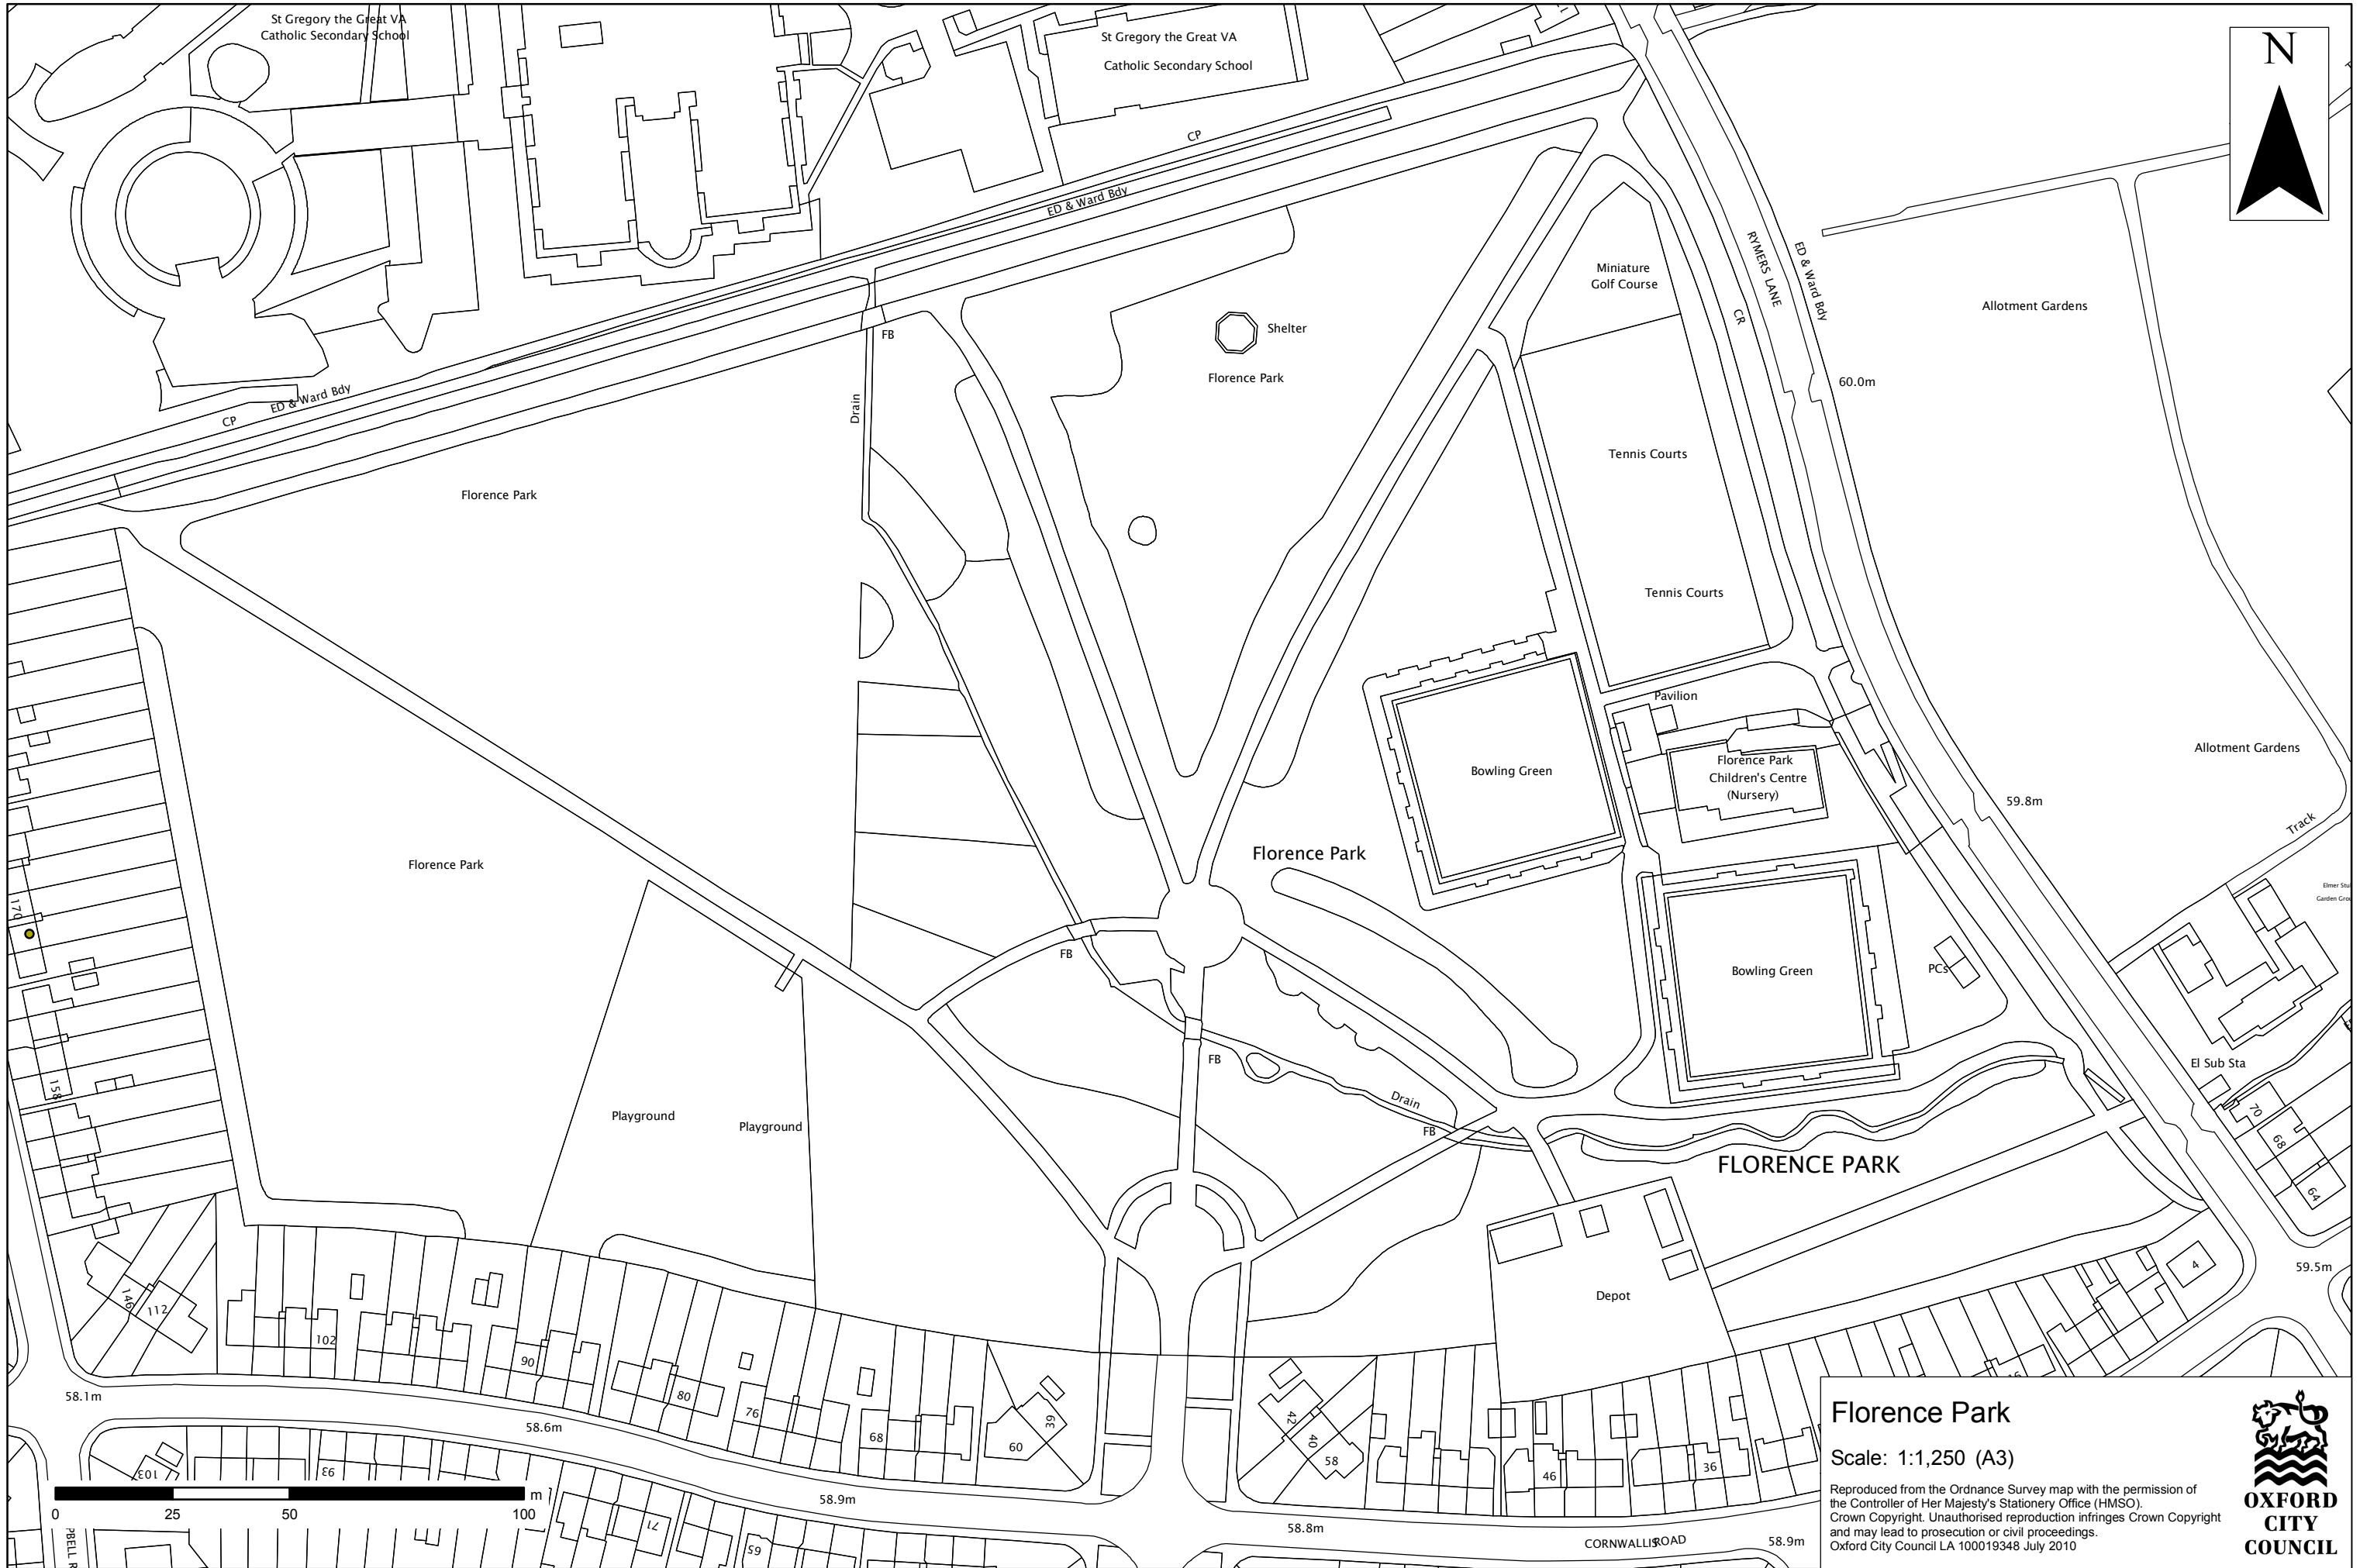 St Gregory the Great VA
Catholic Secondary School
St Gregory the Great VA
Catholic Secondary School
N
CP
ED & Ward Bdy
RYMERS LANE
ED & Ward Bdy
CR
Miniature
Golf Course
Allotment Gardens
Shelter
FB
Florence Park
60.0m
ED & Ward Bdy
CP
Drain
Tennis Courts
Florence Park
Tennis Courts
Pavilion
Allotment Gardens
Florence Park
Children's Centre
(Nursery)
Bowling Green
59.8m
Track
Florence Park
Florence Park
170
FB
Bowling Green
PCs
FB
El Sub Sta
158
Drain
70
Playground
Playground
FB
68
FLORENCE PARK
64
4
59.5m
Depot
146
112
102
90
80
76
68
60
39
42
40
58
46
36
58.1m
58.6m
58.9m
58.8m
CORNWALLIS ROAD
58.9m
103
93
71
59
0 25 50 100 m
Florence Park
Scale: 1:1,250 (A3)
Reproduced from the Ordnance Survey map with the permission of
the Controller of Her Majesty's Stationery Office (HMSO).
Crown Copyright. Unauthorised reproduction infringes Crown Copyright
and may lead to prosecution or civil proceedings.
Oxford City Council LA 100019348 July 2010
OXFORD
CITY
COUNCIL